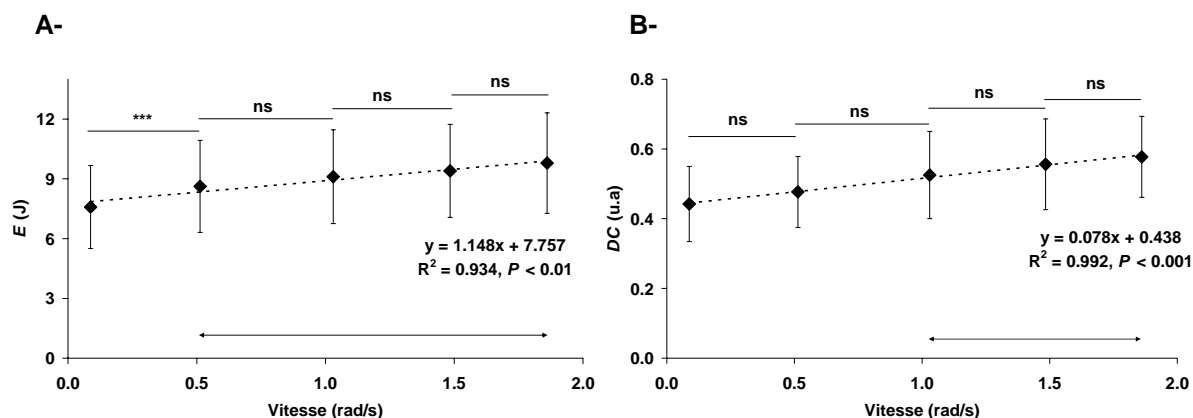 A-
ns
ns
ns
***
12
9
6
3
0
E (J)
y = 1.148x + 7.757
R² = 0.934, P < 0.01
0.0 0.5 1.0 1.5 2.0
Vitesse (rad/s)
B-
ns
ns
ns
ns
0.8
0.6
0.4
0.2
0.0
DC (u.a)
y = 0.078x + 0.438
R² = 0.992, P < 0.001
0.0 0.5 1.0 1.5 2.0
Vitesse (rad/s)